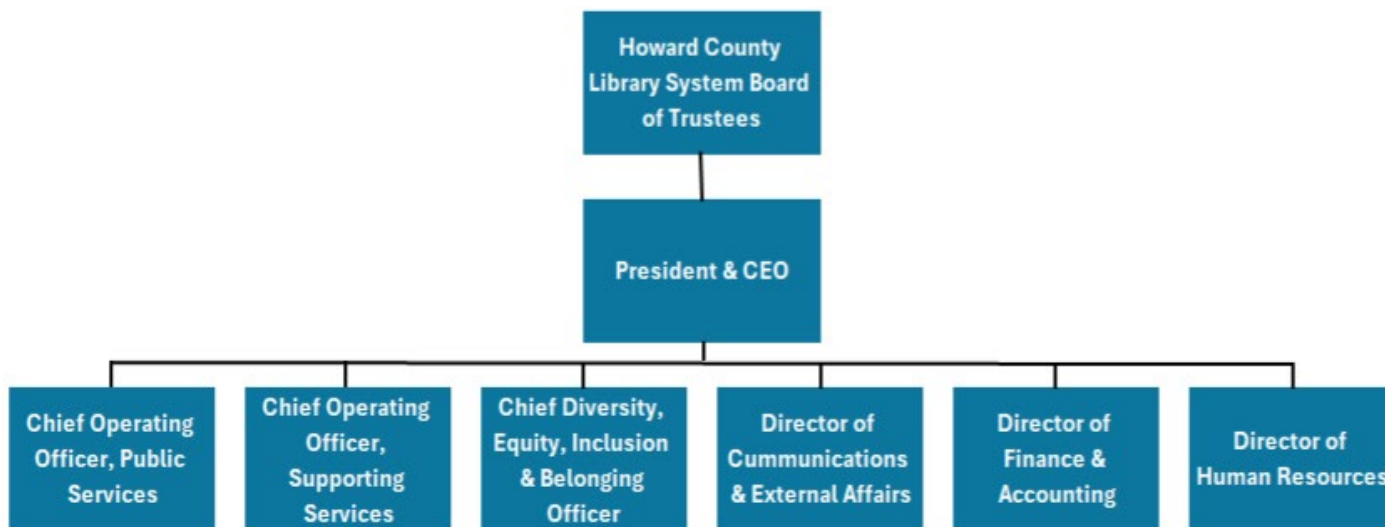 Howard County
Library System Board
of Trustees
President & CEO
Chief Operating
Officer, Public
Services
Chief Operating
Officer,
Supporting
Services
Chief Diversity,
Equity, Inclusion
& Belonging
Officer
Director of
Cummunications
& External Affairs
Director of
Finance &
Accounting
Director of
Human Resources